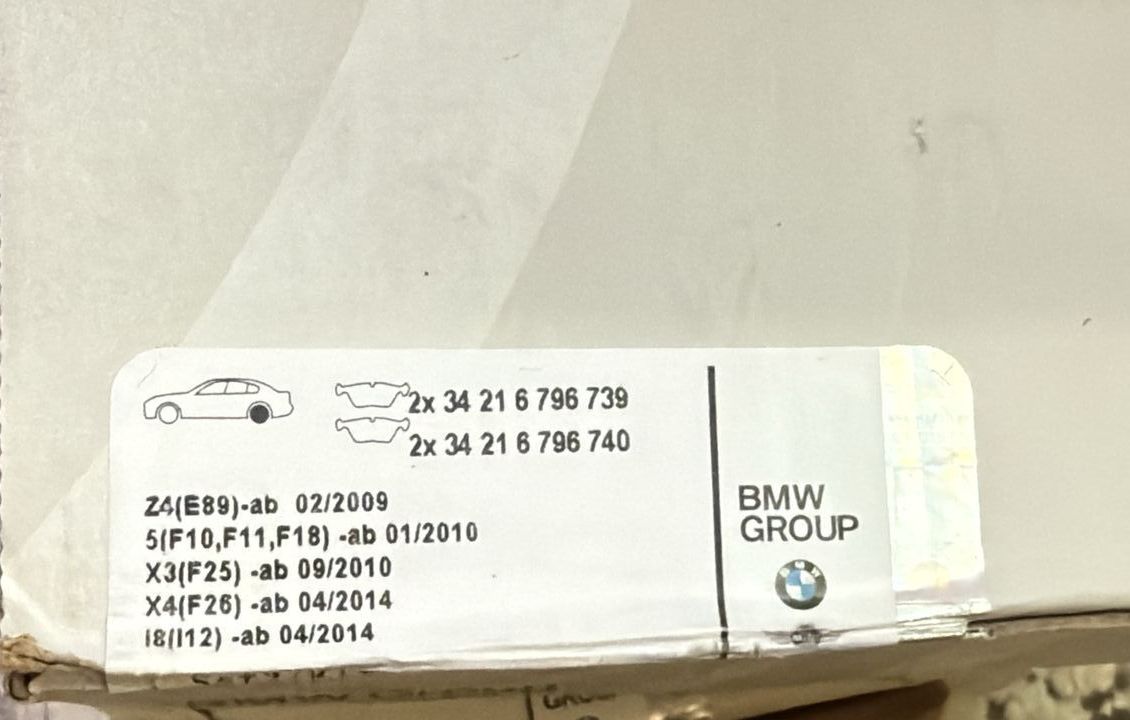 2x 34 21 6 796 739
2x 34 21 6 796 740
Z4(E89)-ab 02/2009
5(F10,F11,F18) -ab 01/2010
X3(F25) -ab 09/2010
X4(F26) -ab 04/2014
I8(I12) -ab 04/2014
BMW
GROUP
BMW